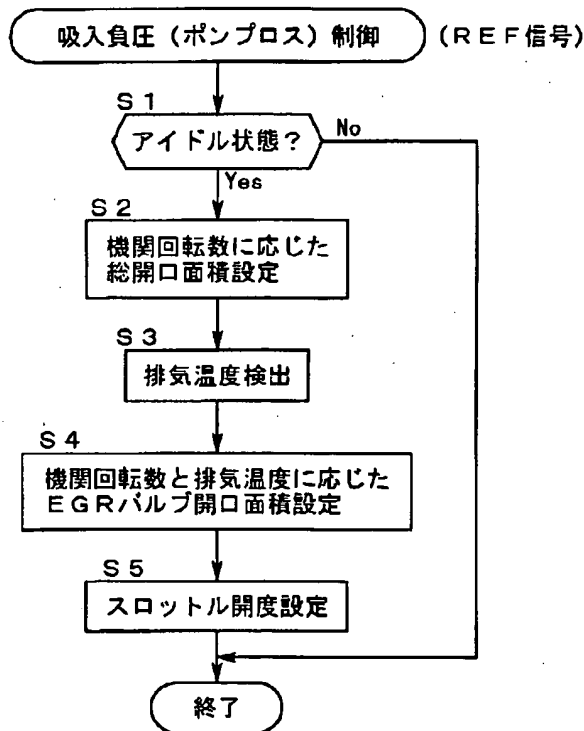 吸入負圧（ポンプロス）制御
（ＲＥＦ信号）
Ｓ１
アイドル状態？
No
Yes
Ｓ２
機関回転数に応じた
総開口面積設定
Ｓ３
排気温度検出
Ｓ４
機関回転数と排気温度に応じた
ＥＧＲバルブ開口面積設定
Ｓ５
スロットル開度設定
終了